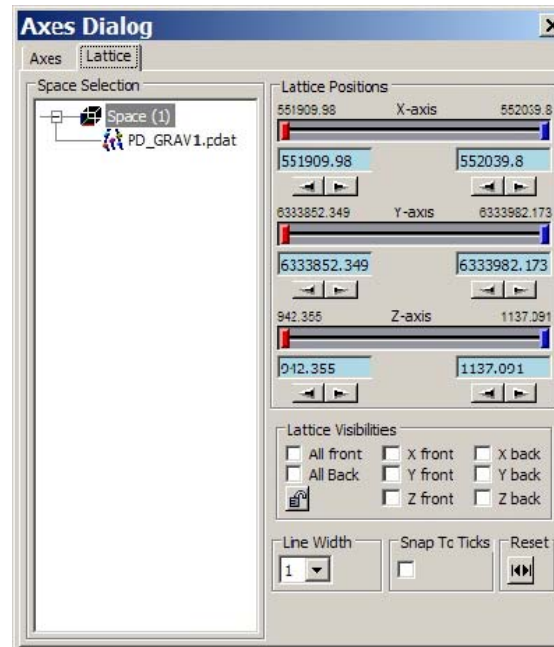 Axes Dialog
Axes Lattice
Space Selection
Space (1)
PD_GRAV1.pdat
Lattice Positions
551909.98 X-axis 552039.8
551909.98 552039.8
6333852.349 Y-axis 6333982.173
6333852.349 6333982.173
942.355 Z-axis 1137.091
942.355 1137.091
Lattice Visibilities
All front X front X back
All Back Y front Y back
Z front Z back
Line Width Snap To Ticks Reset
1